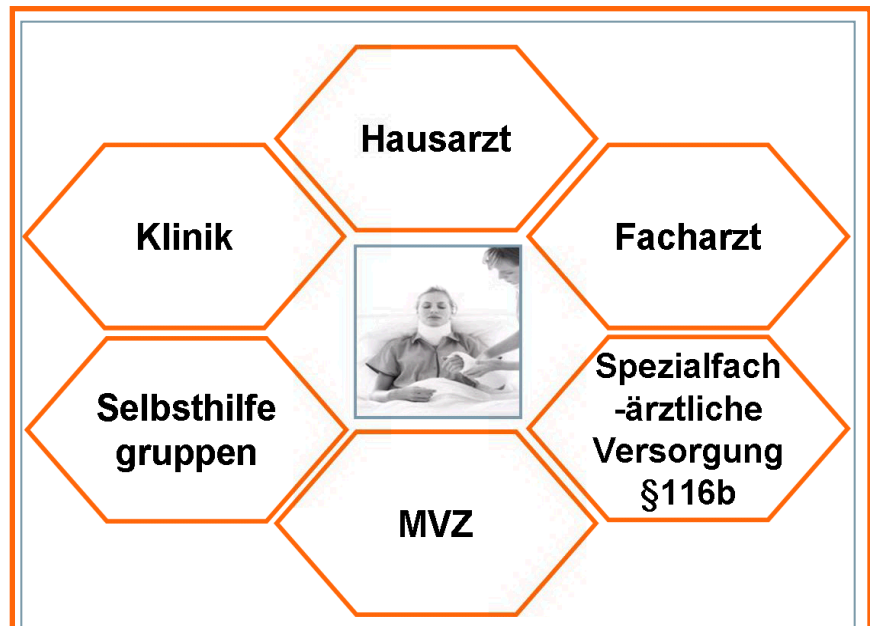 Hausarzt
Klinik
Facharzt
Selbsthilfe
gruppen
Spezialfach
-ärztliche
Versorgung
§116b
MVZ